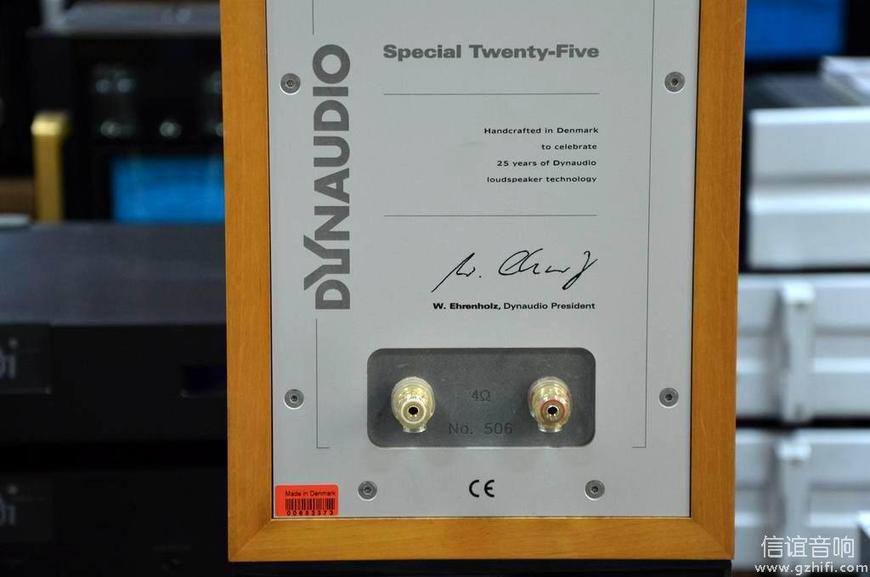 DYNAUDIO
Special Twenty-Five
Handcrafted in Denmark
to celebrate
25 years of Dynaudio
loudspeaker technology
W. Ehrenholz, Dynaudio President
4Ω
No. 506
CE
Made in Denmark
信谊音响
www.gzhifi.com